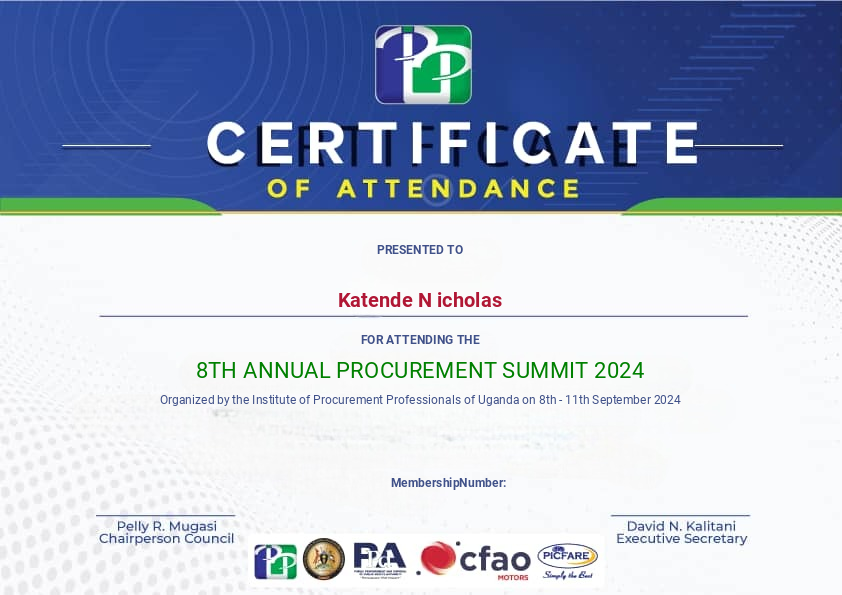 CERTIFICATE
OF ATTENDANCE
PRESENTED TO
Katende N icholas
FOR ATTENDING THE
8TH ANNUAL PROCUREMENT SUMMIT 2024
Organized by the Institute of Procurement Professionals of Uganda on 8th - 11th September 2024
MembershipNumber:
Pelly R. Mugasi
Chairperson Council
David N. Kalitani
Executive Secretary
cfao
MOTORS
PICFARE
Simply the Best